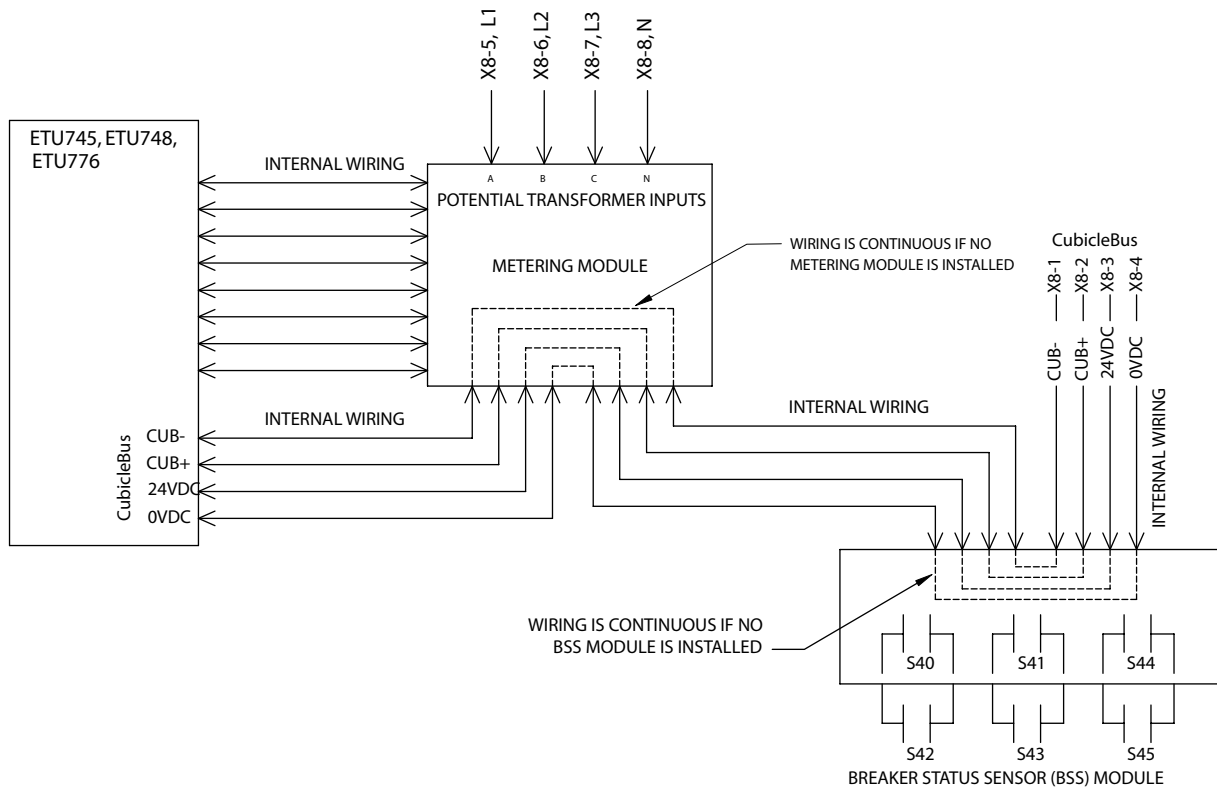 X8-5, L1
X8-6, L2
X8-7, L3
X8-8, N
ETU745, ETU748,
ETU776
INTERNAL WIRING
A
B
C
N
POTENTIAL TRANSFORMER INPUTS
METERING MODULE
WIRING IS CONTINUOUS IF NO
METERING MODULE IS INSTALLED
CubicleBus
X8-1
X8-2
X8-3
X8-4
CUB-
CUB+
24VDC
0VDC
INTERNAL WIRING
INTERNAL WIRING
INTERNAL WIRING
CubicleBus
CUB-
CUB+
24VDC
0VDC
WIRING IS CONTINUOUS IF NO
BSS MODULE IS INSTALLED
S40
S41
S44
S42
S43
S45
BREAKER STATUS SENSOR (BSS) MODULE